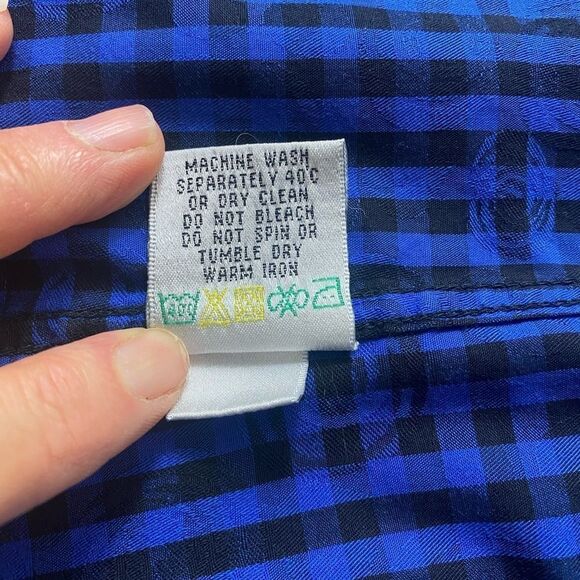 MACHINE WASH
SEPARATELY 40°C
OR DRY CLEAN
DO NOT BLEACH
DO NOT SPIN OR
TUMBLE DRY
WARM IRON